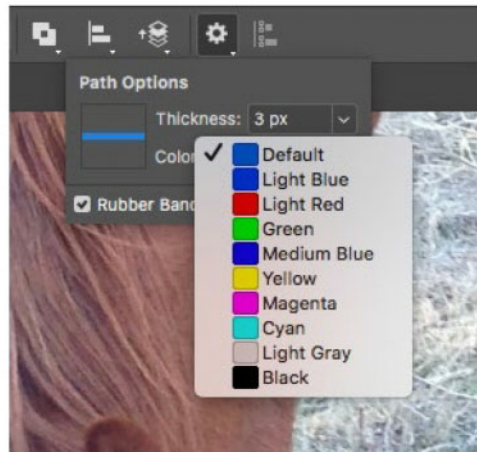 Path Options
Thickness: 3 px
Color
Default
Light Blue
Light Red
Green
Medium Blue
Yellow
Magenta
Cyan
Light Gray
Black
Rubber Band